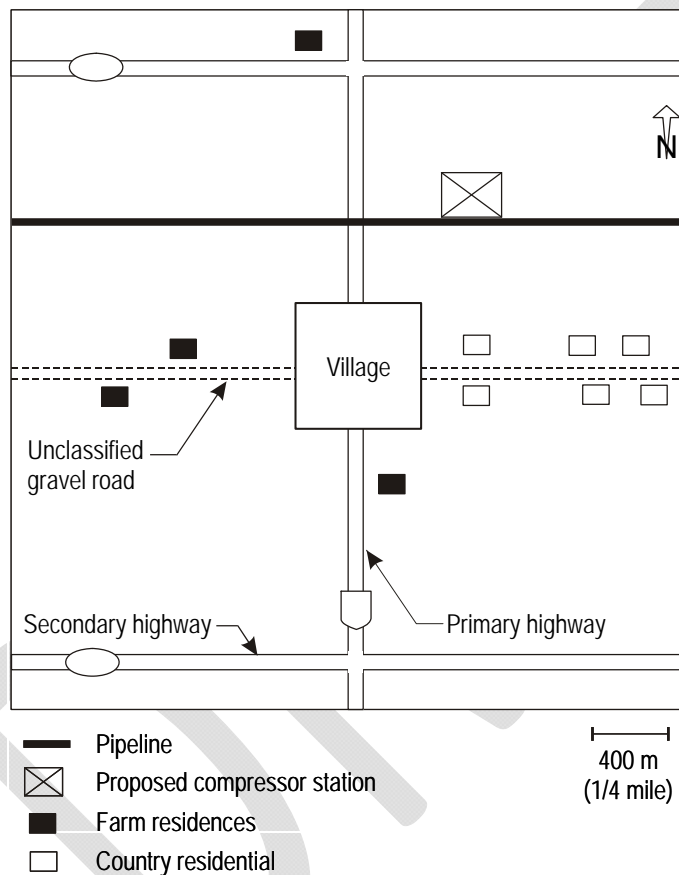 N
Village
Unclassified
gravel road
Secondary highway
Primary highway
Pipeline
Proposed compressor station
Farm residences
Country residential
400 m
(1/4 mile)